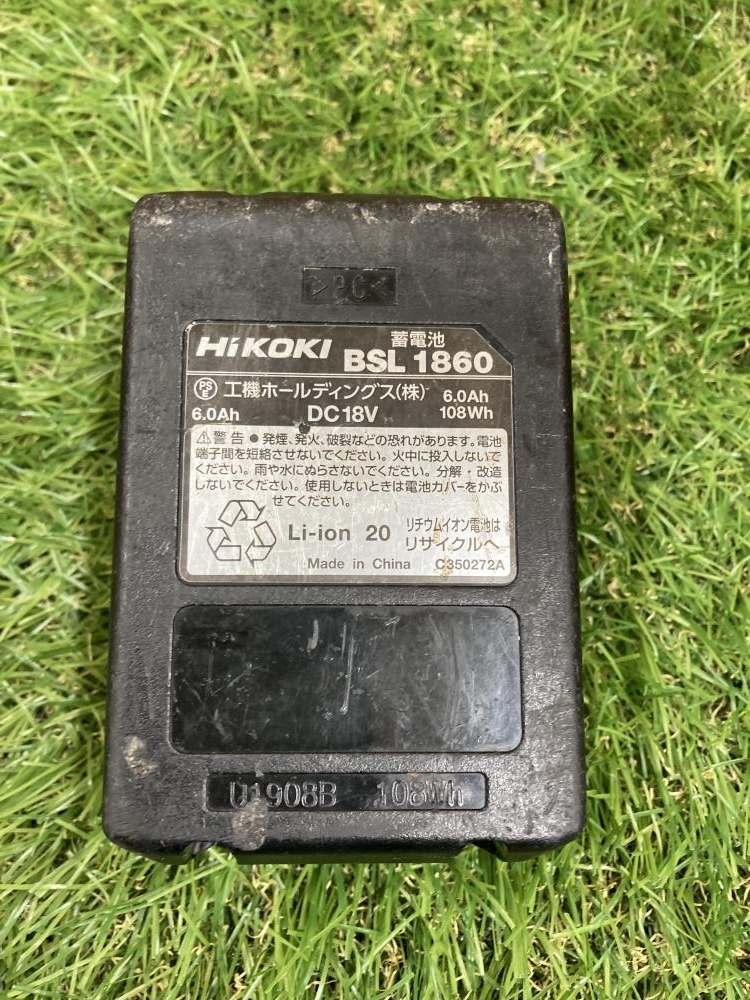 >PC<
HiKOKI 蓄電池
BSL 1860
PSE 工機ホールディングス(株) 6.0Ah
6.0Ah DC18V 108Wh
⚠警告 ● 発煙、発火、破裂などの恐れがあります。電池
端子間を短絡させないでください。火中に投入しないで
ください。雨や水にぬらさないでください。分解・改造
しないでください。使用しないときは電池カバーをかぶ
せてください。
Li-ion 20 リチウムイオン電池は
リサイクルへ
Made in China C350272A
U1908B 108Wh